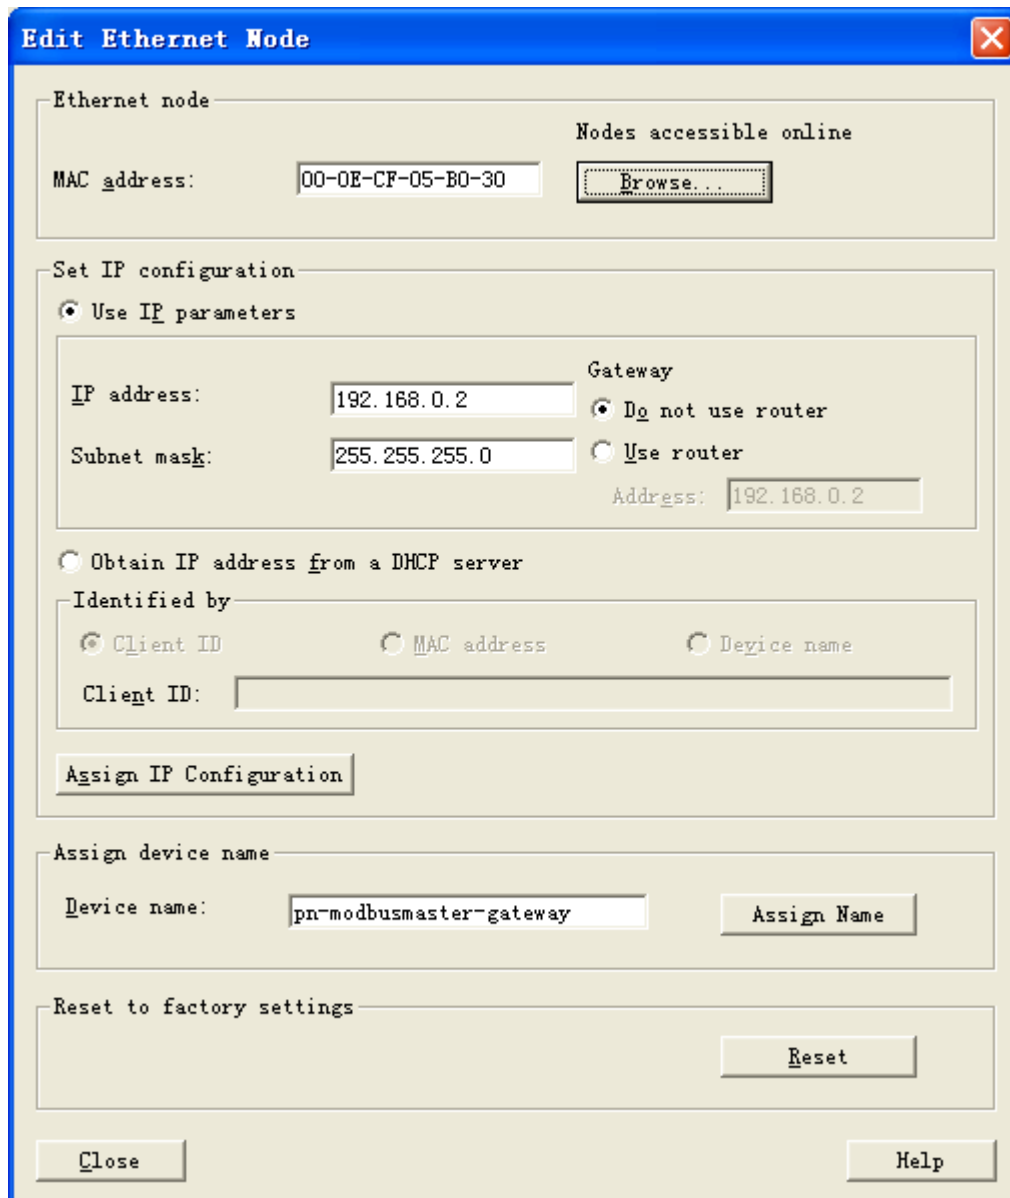 Edit Ethernet Node
Ethernet node
Nodes accessible online
MAC address:
00-0E-CF-05-B0-30
Browse...
Set IP configuration
Use IP parameters
Gateway
IP address:
192.168.0.2
Do not use router
Subnet mask:
255.255.255.0
Use router
Address:
192.168.0.2
Obtain IP address from a DHCP server
Identified by
Client ID
MAC address
Device name
Client ID:
Assign IP Configuration
Assign device name
Device name:
pn-modbusmaster-gateway
Assign Name
Reset to factory settings
Reset
Close
Help